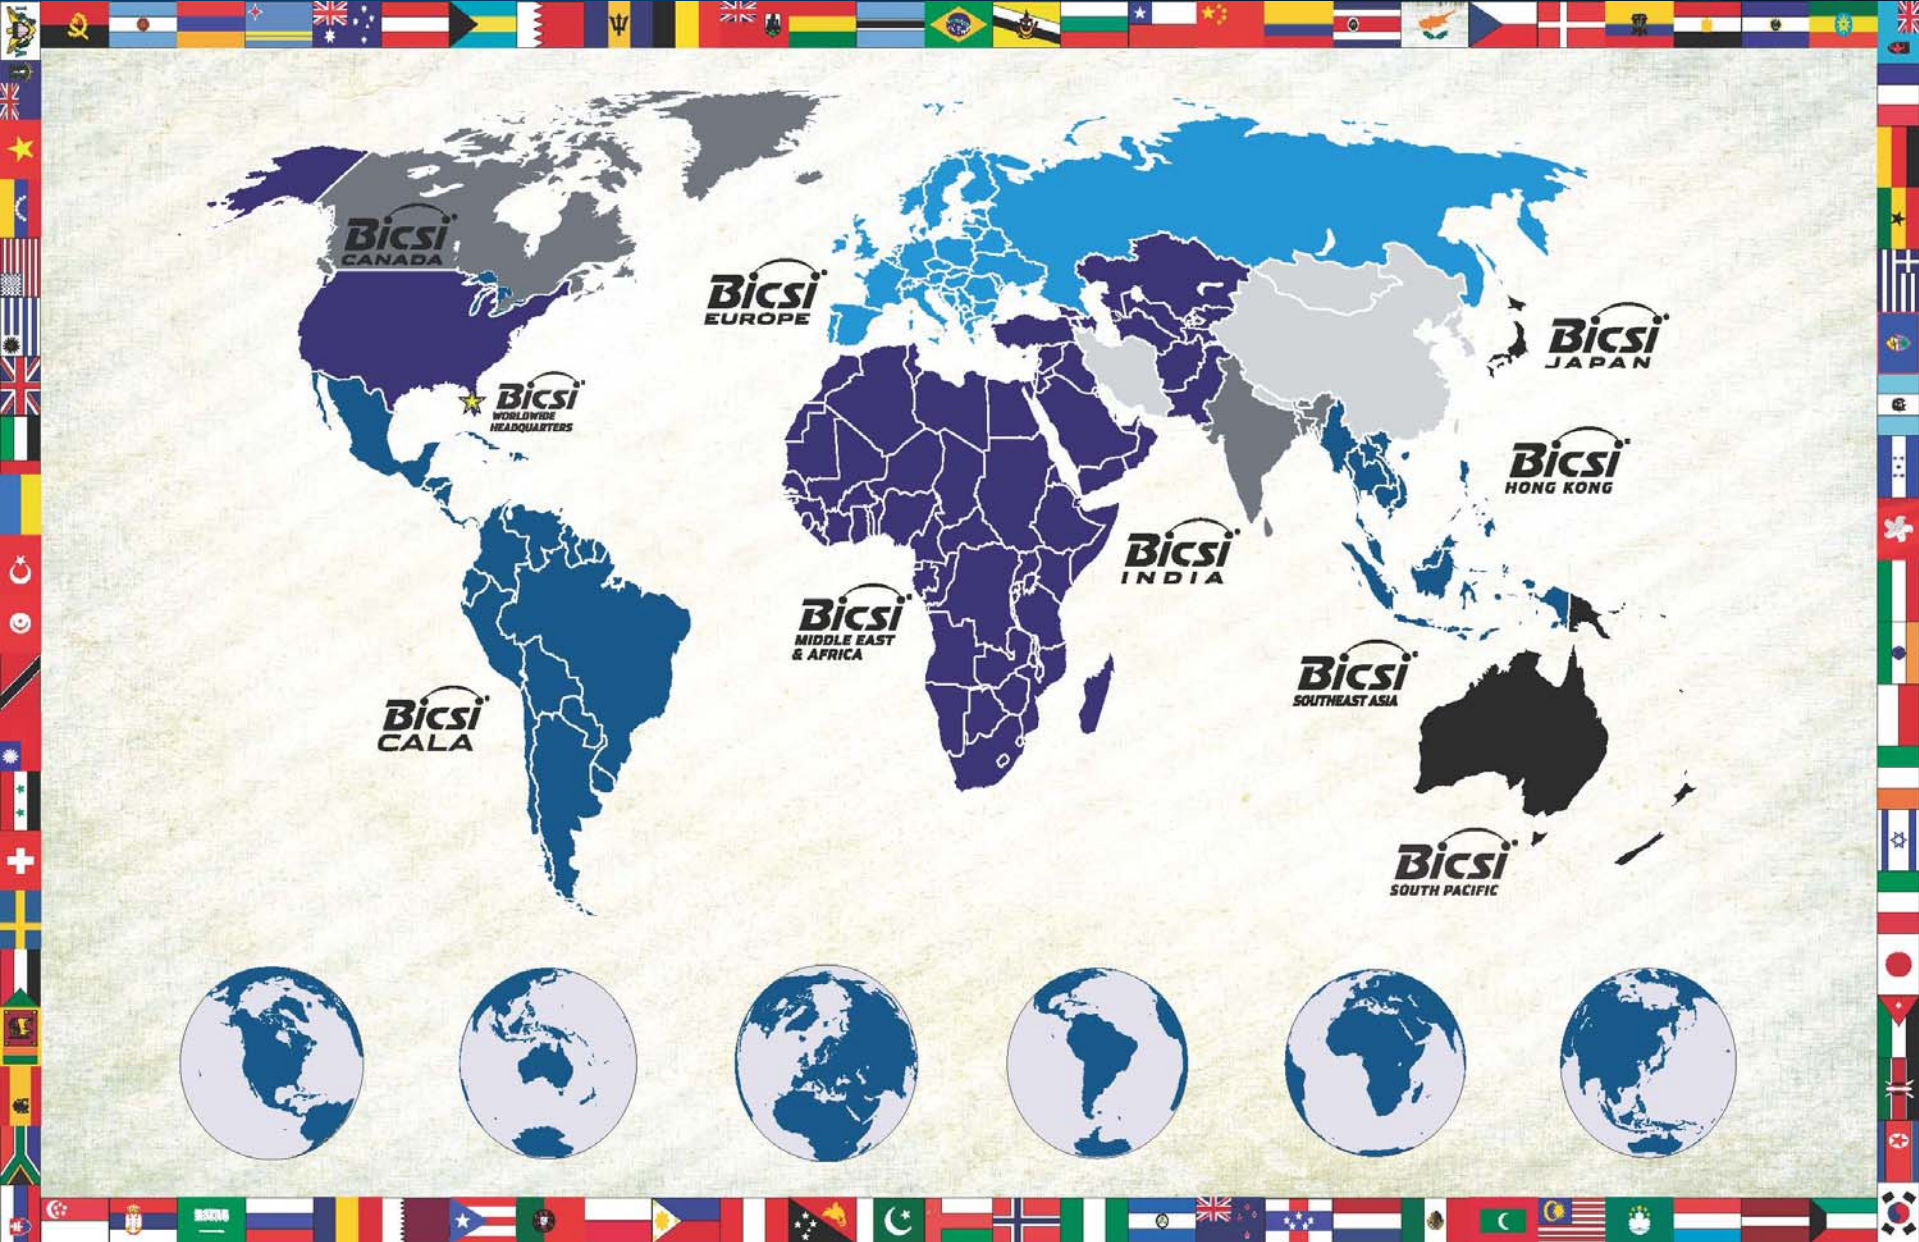 Bicsi
CANADA
Bicsi
EUROPE
Bicsi
JAPAN
Bicsi
WORLDWIDE
HEADQUARTERS
Bicsi
HONG KONG
Bicsi
INDIA
Bicsi
MIDDLE EAST
& AFRICA
Bicsi
SOUTHEAST ASIA
Bicsi
CALA
Bicsi
SOUTH PACIFIC